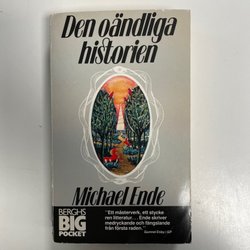 Den oändliga
historien
Michael Ende
BERGHS
BIG
POCKET
"Ett mästerverk, ett stycke
ren litteratur. . . Ende skriver
medryckande och fängslande
från första raden."